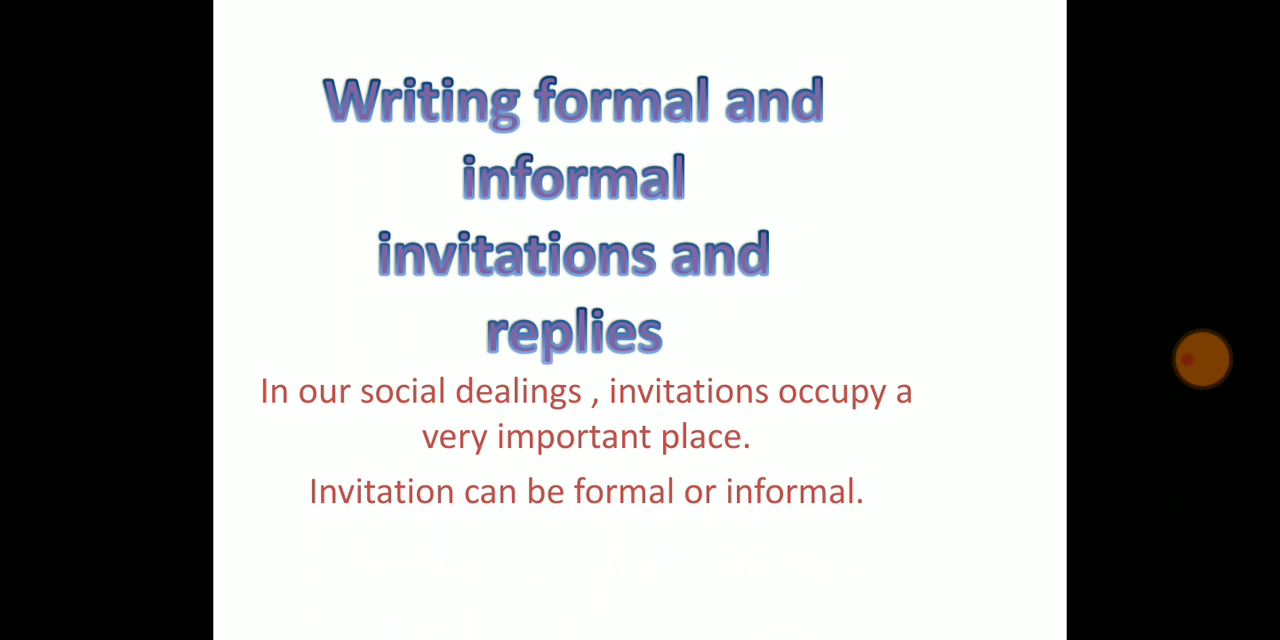 Writing formal and
informal
invitations and
replies
In our social dealings , invitations occupy a
very important place.
Invitation can be formal or informal.